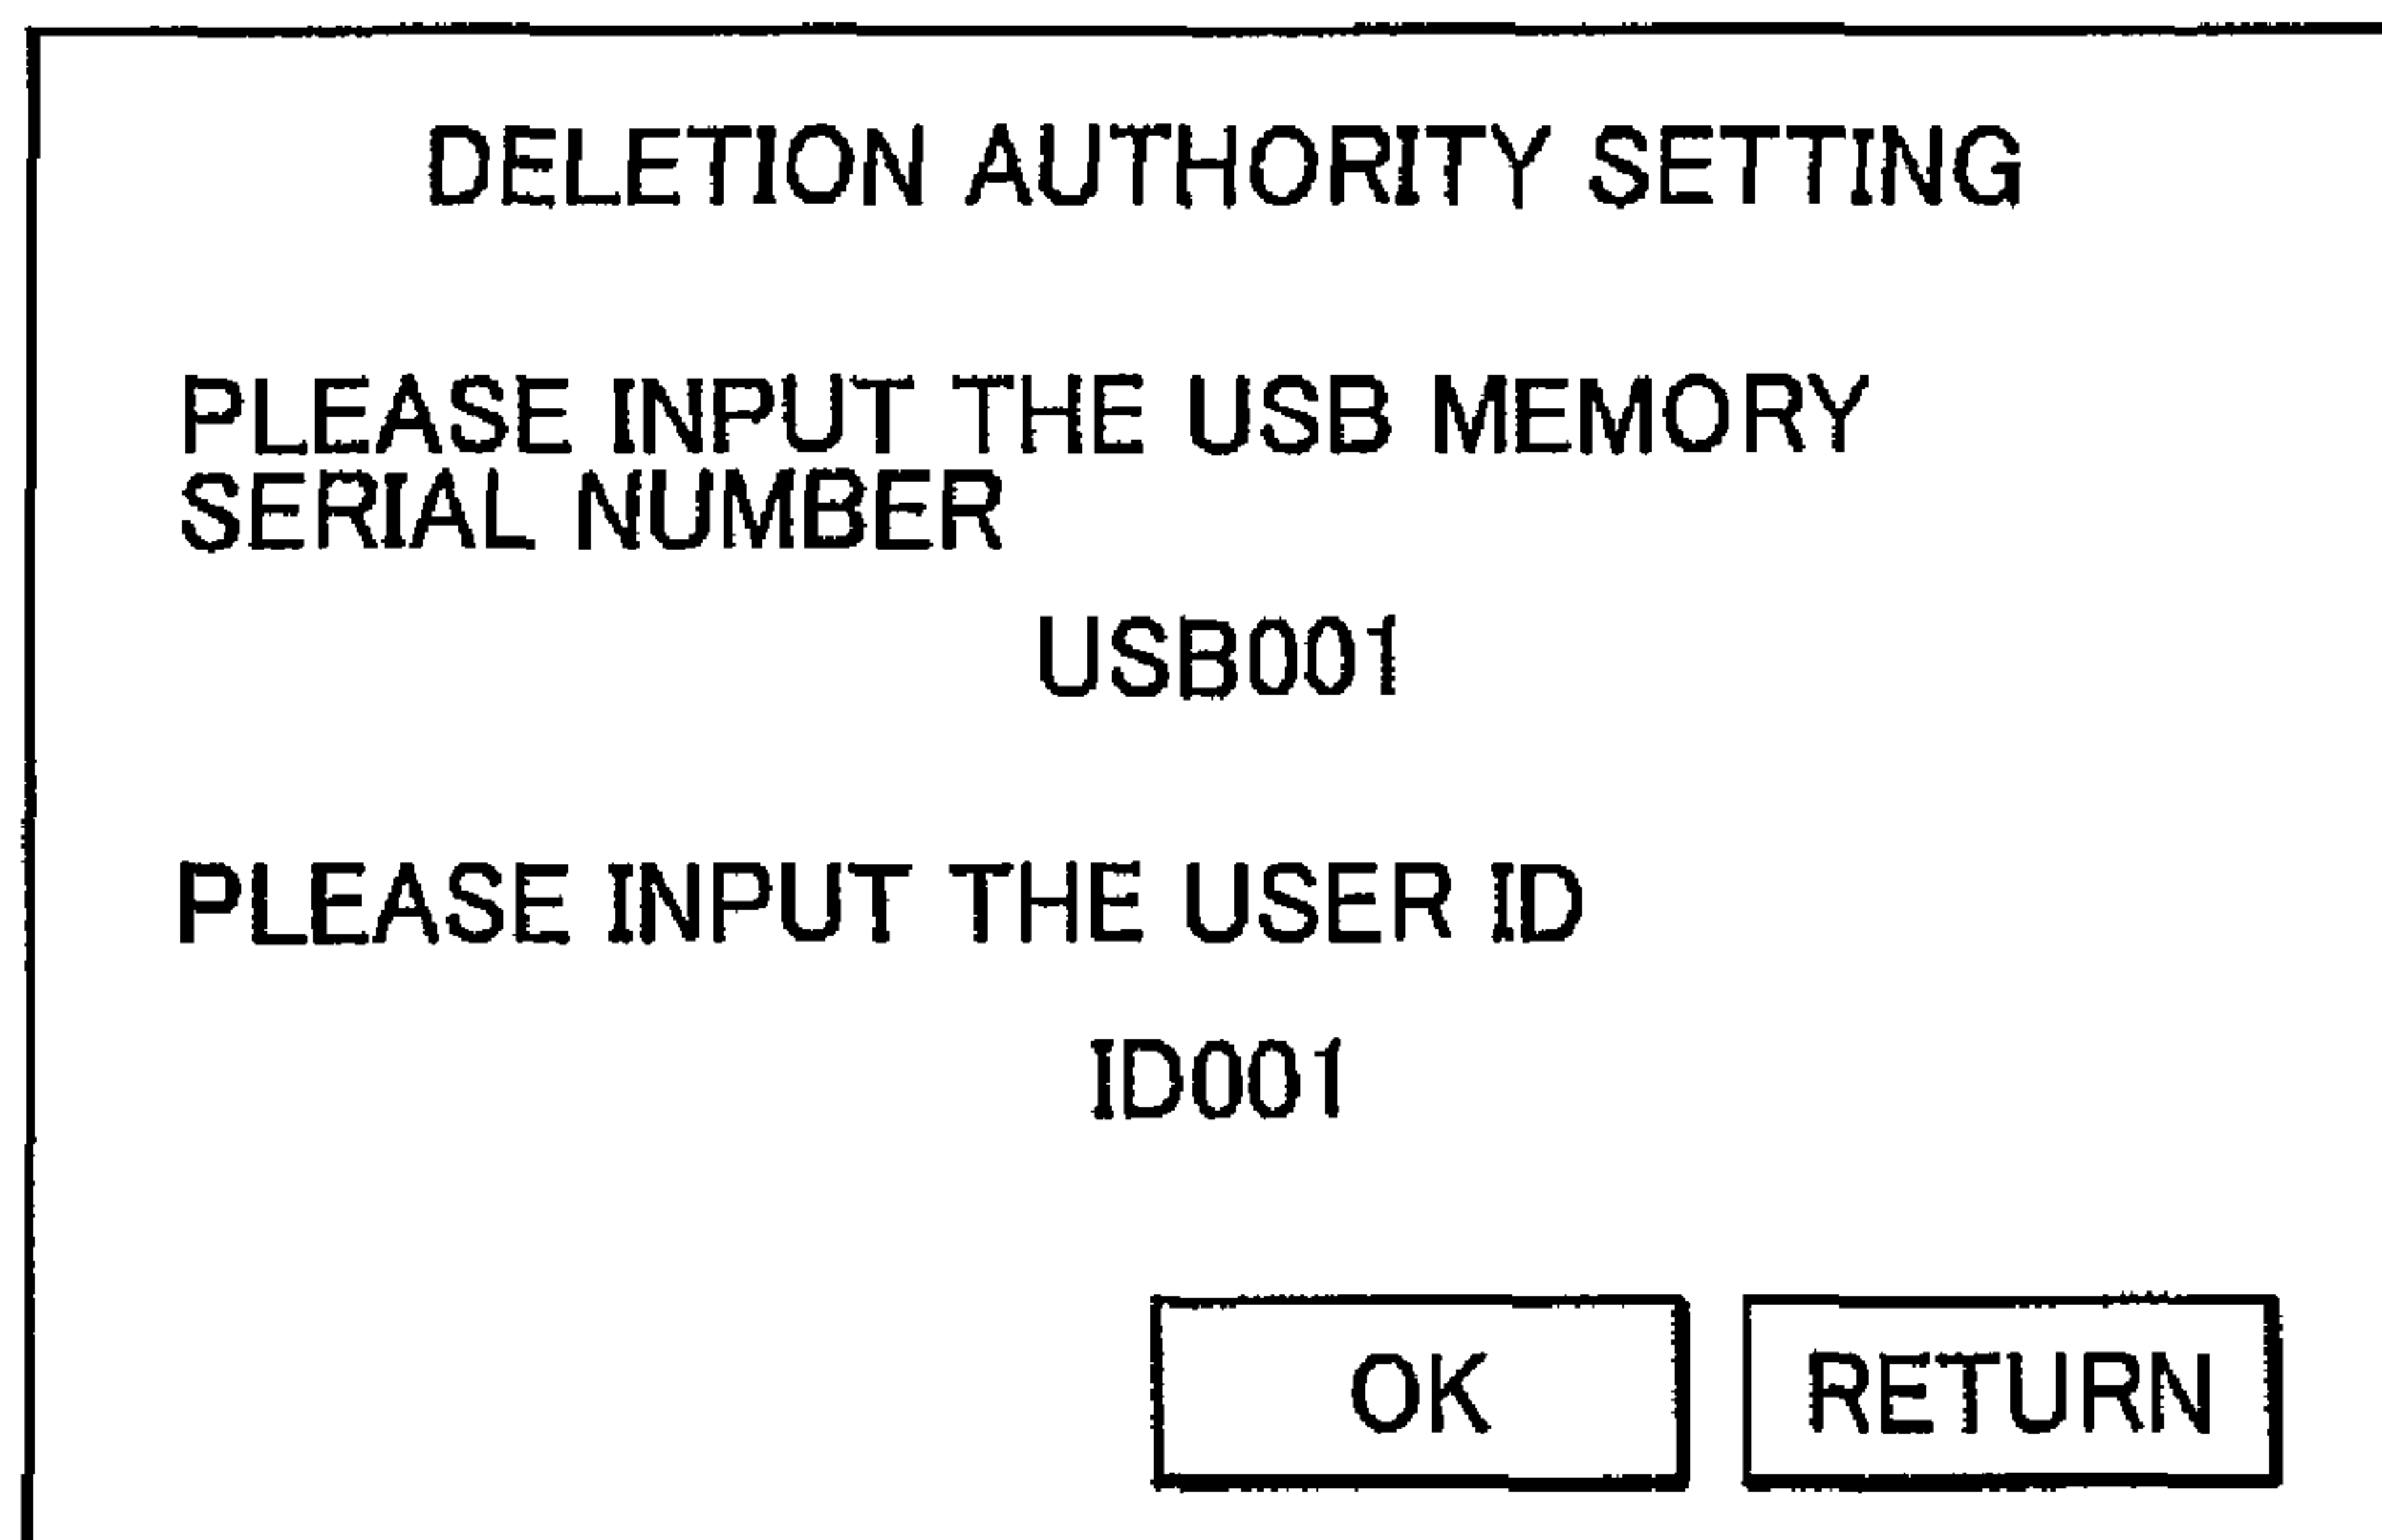 DELETION AUTHORITY SETTING
PLEASE INPUT THE USB MEMORY
SERIAL NUMBER
USB001
PLEASE INPUT THE USER ID
ID001
OK
RETURN